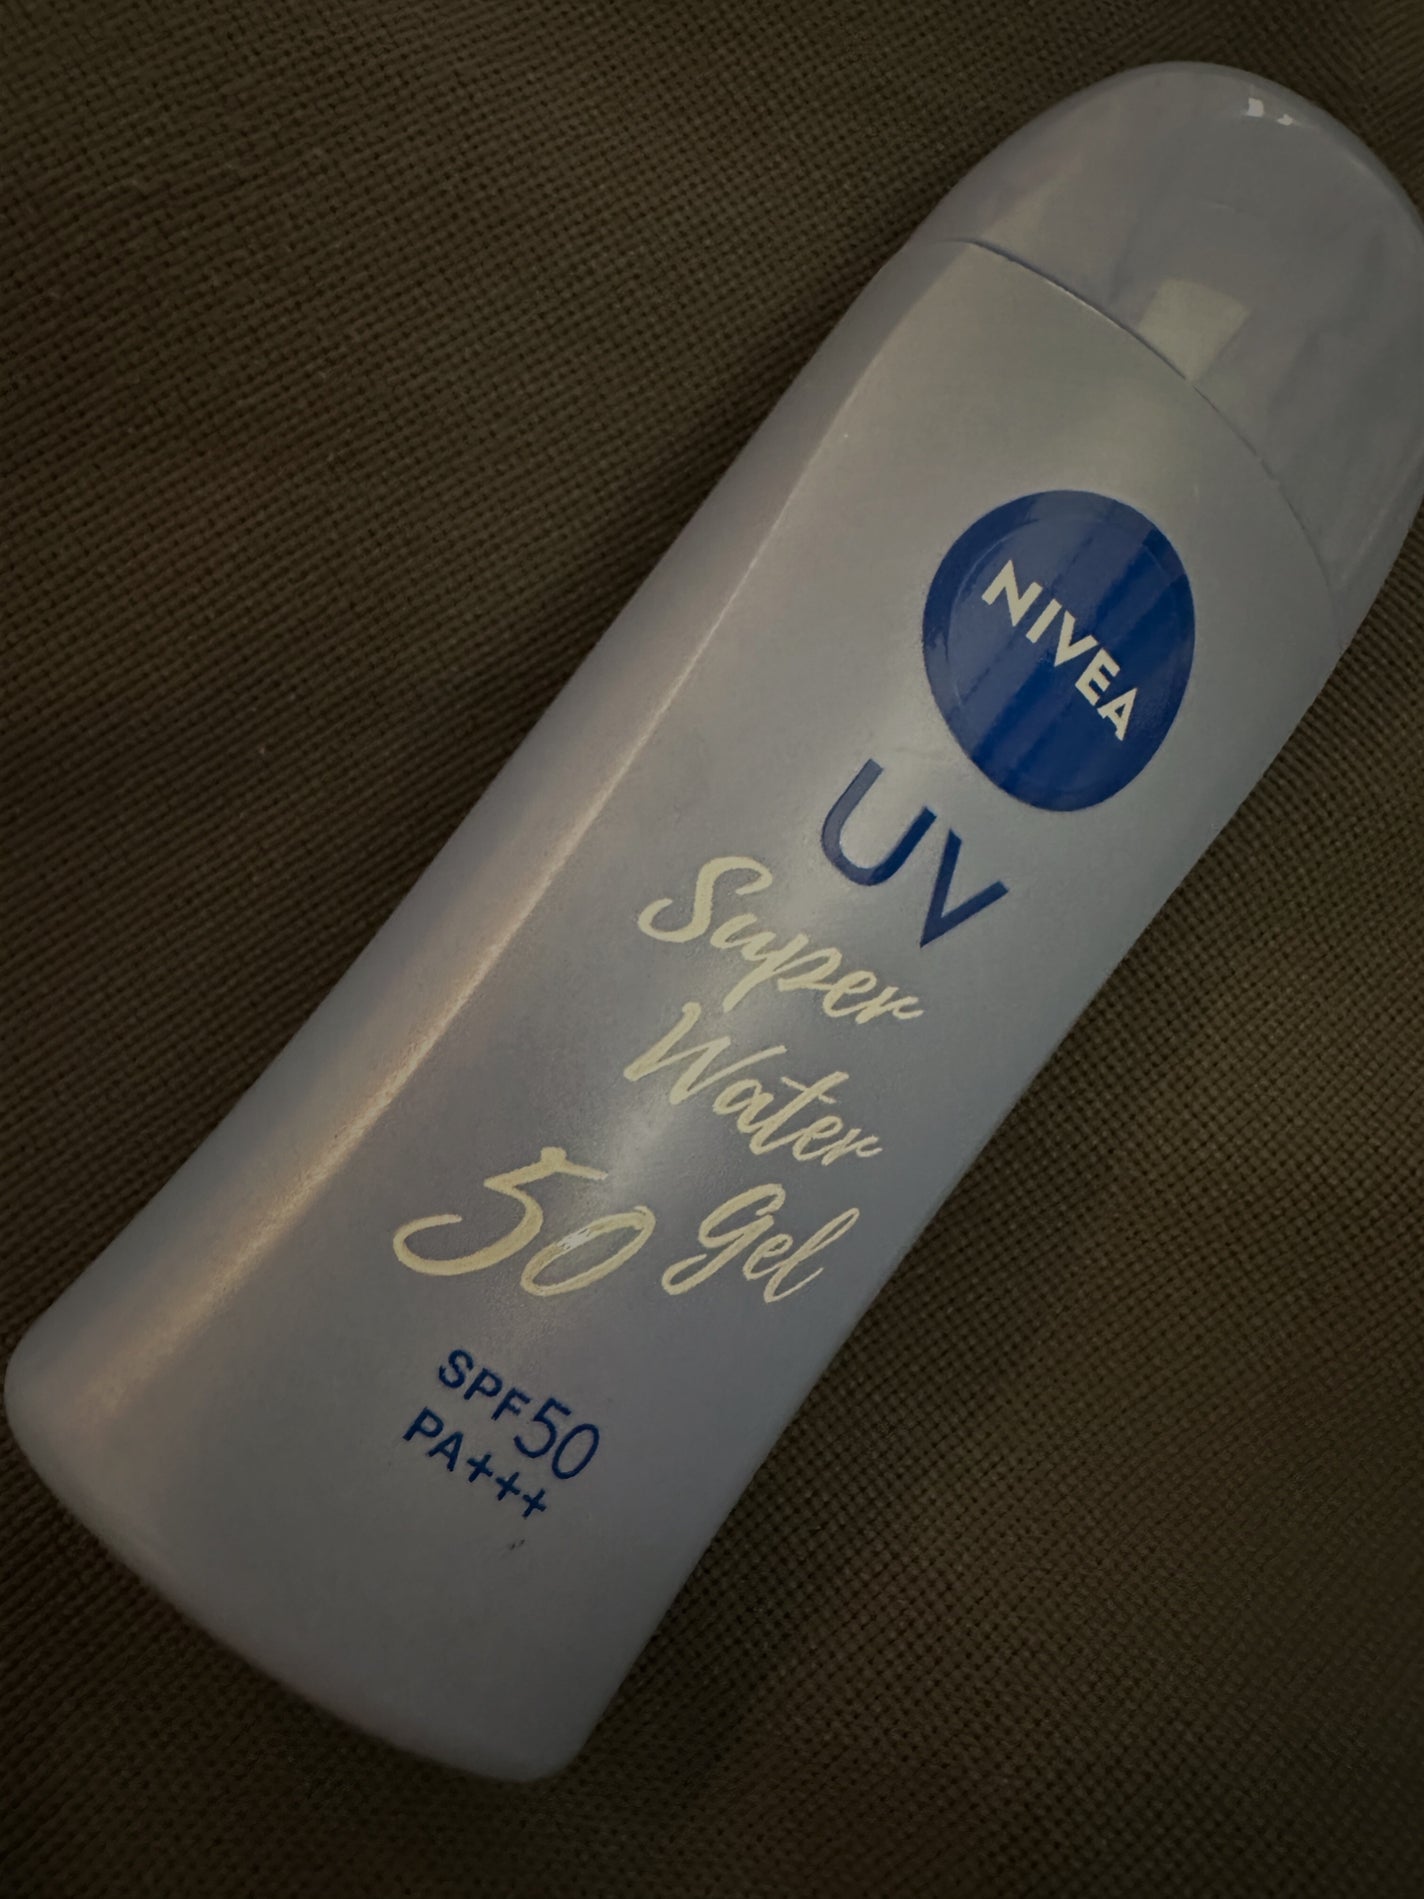 NIVEA
UV
Super
Water
50 Gel
SPF50
PA+++